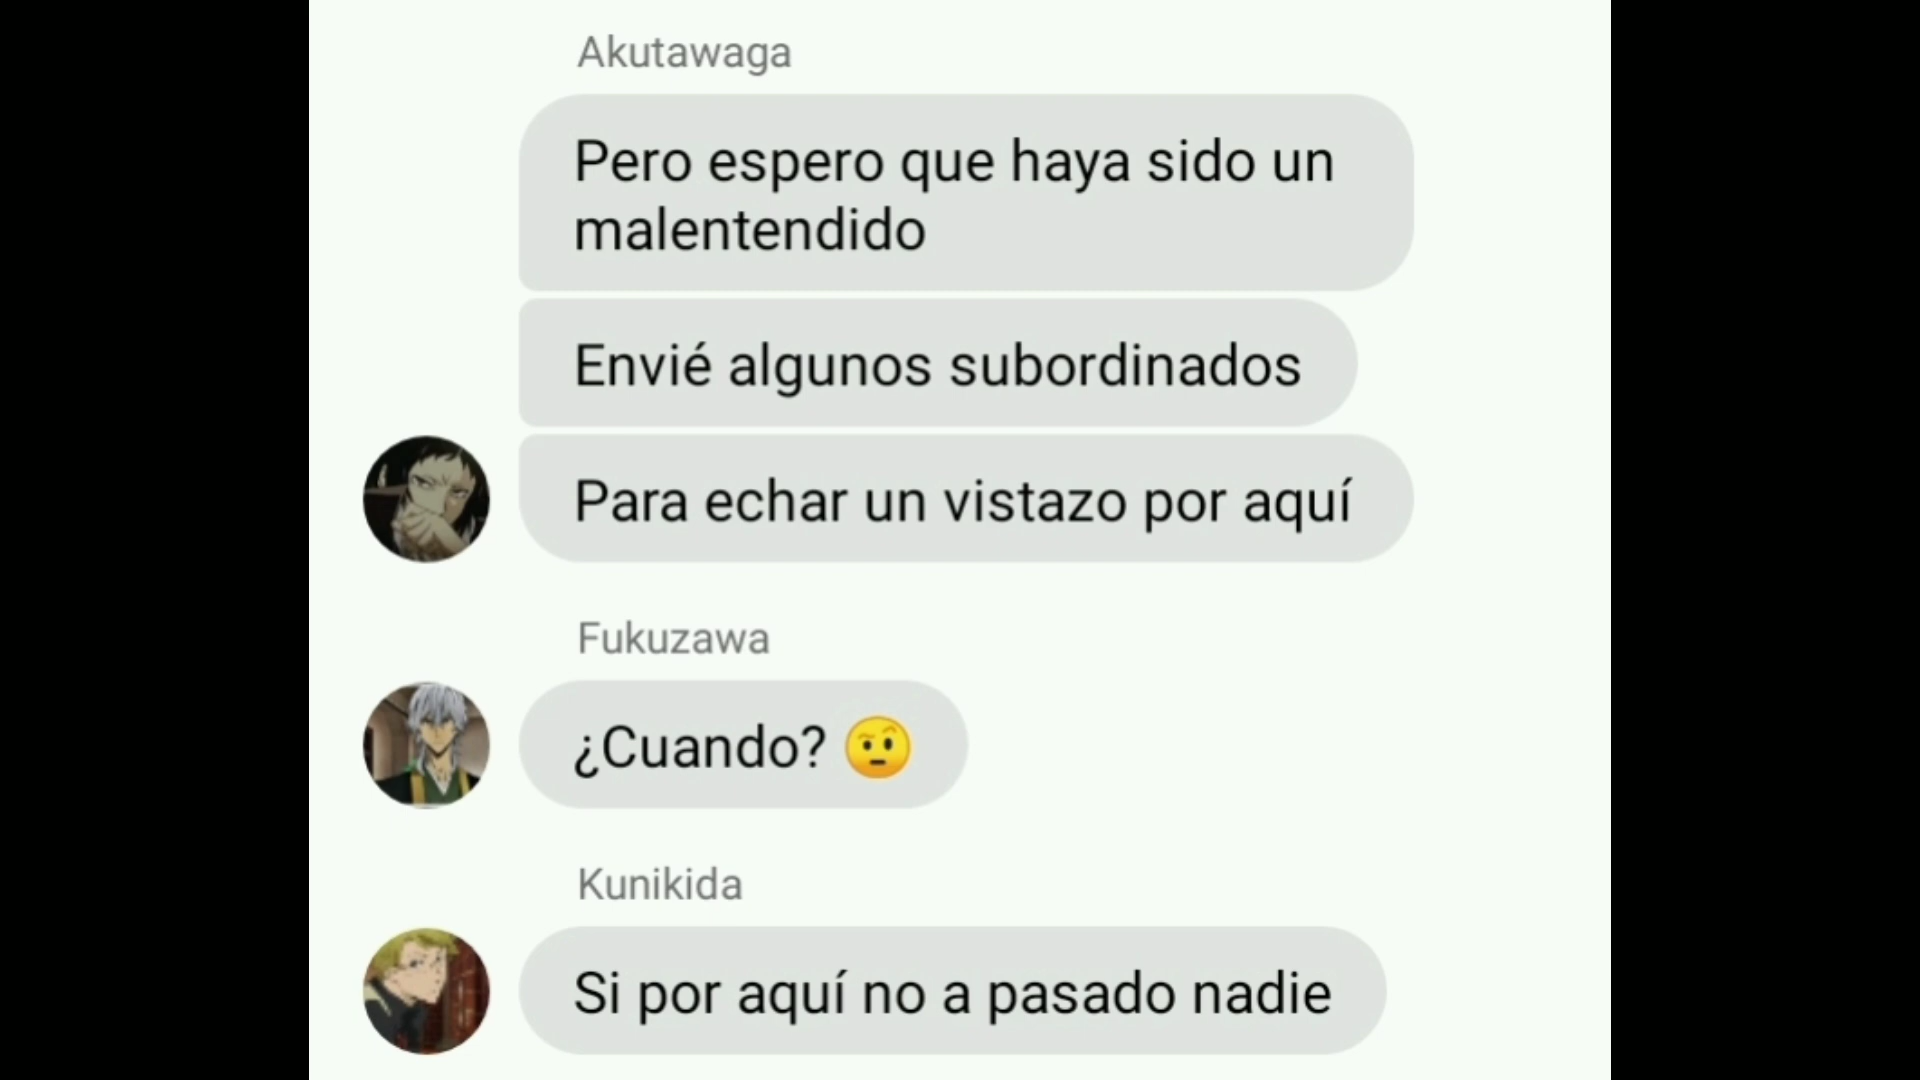 Akutawaga
Pero espero que haya sido un
malentendido
Envié algunos subordinados
Para echar un vistazo por aquí
Fukuzawa
¿Cuando? 🤨
Kunikida
Si por aquí no a pasado nadie